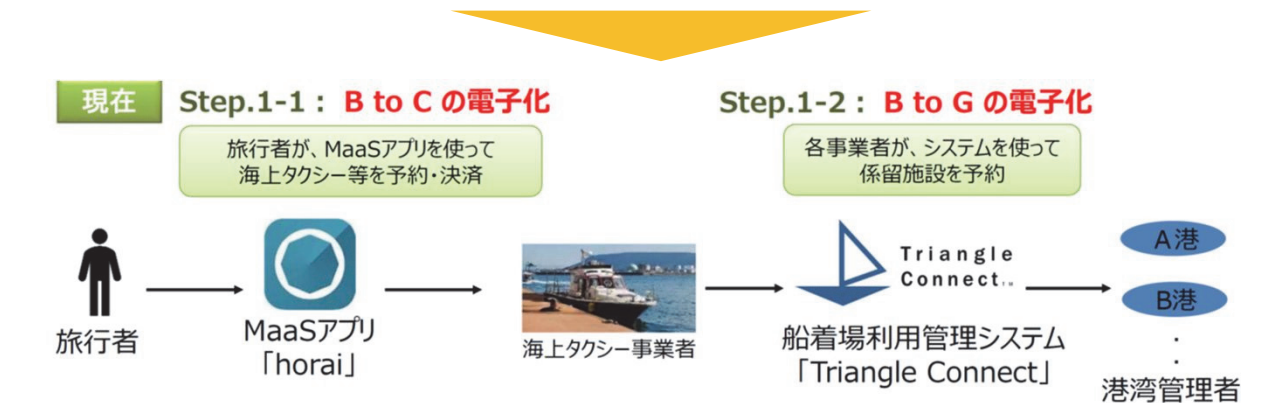 現在
Step.1-1： B to C の電子化
旅行者が、MaaSアプリを使って
海上タクシー等を予約・決済
Step.1-2： B to G の電子化
各事業者が、システムを使って
係留施設を予約
旅行者
MaaSアプリ
「horai」
海上タクシー事業者
Triangle
Connect™
船着場利用管理システム
「Triangle Connect」
A港
B港
・
・
港湾管理者